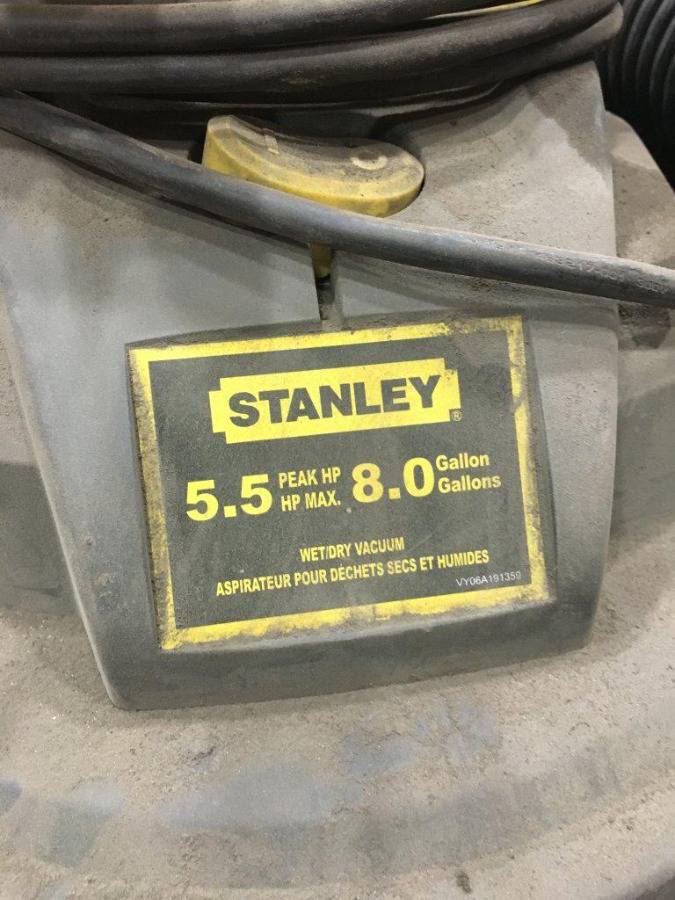 STANLEY®
5.5 PEAK HP 8.0 Gallon
HP MAX. Gallons
WET/DRY VACUUM
ASPIRATEUR POUR DÉCHETS SECS ET HUMIDES
VY06A191350